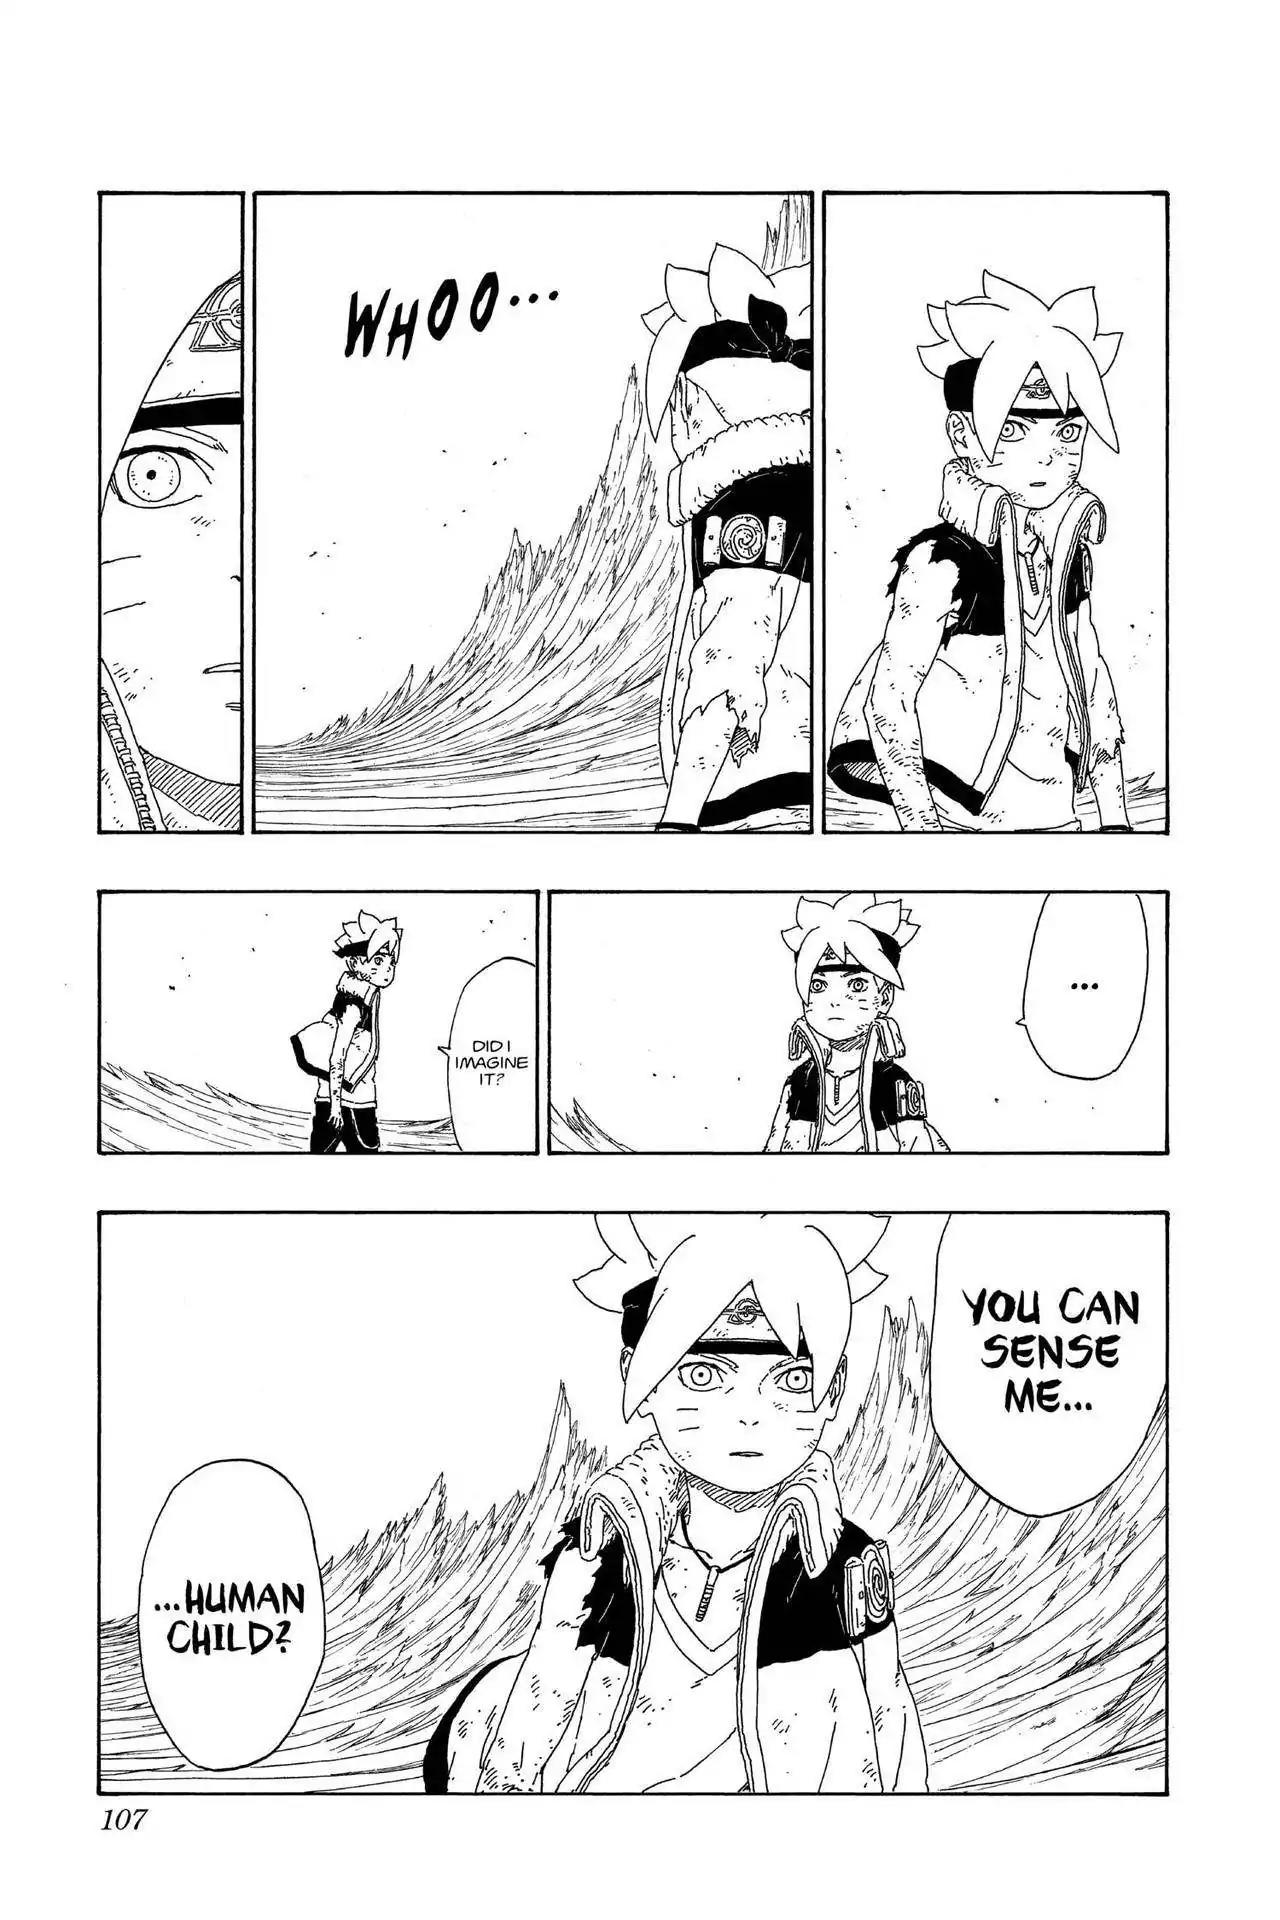 WHOO...
...
DID I
IMAGINE
IT?
YOU CAN
SENSE
ME...
...HUMAN
CHILD?
107